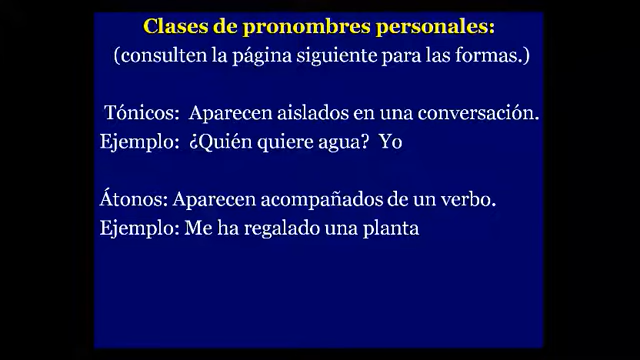 Clases de pronombres personales:
(consulten la página siguiente para las formas.)
Tónicos: Aparecen aislados en una conversación.
Ejemplo: ¿Quién quiere agua? Yo
Átonos: Aparecen acompañados de un verbo.
Ejemplo: Me ha regalado una planta